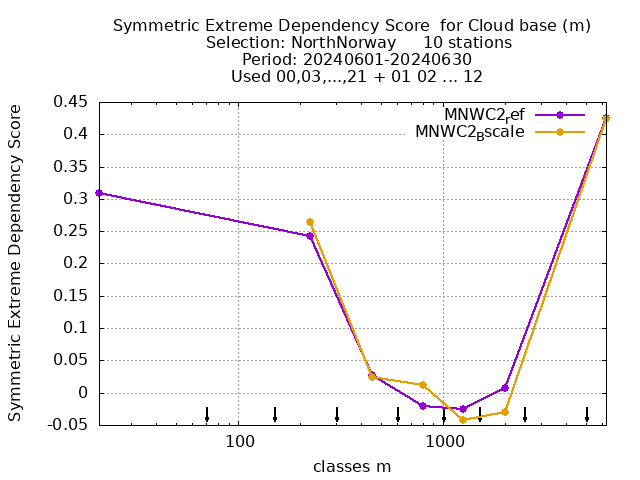 Symmetric Extreme Dependency Score  for Cloud base (m)
Selection: NorthNorway     10 stations
Period: 20240601-20240630
Used 00,03,...,21 + 01 02 ... 12
Symmetric Extreme Dependency Score
0.45
0.4
0.35
0.3
0.25
0.2
0.15
0.1
0.05
0
-0.05
MNWC2ref
MNWC2Bscale
100
1000
classes m